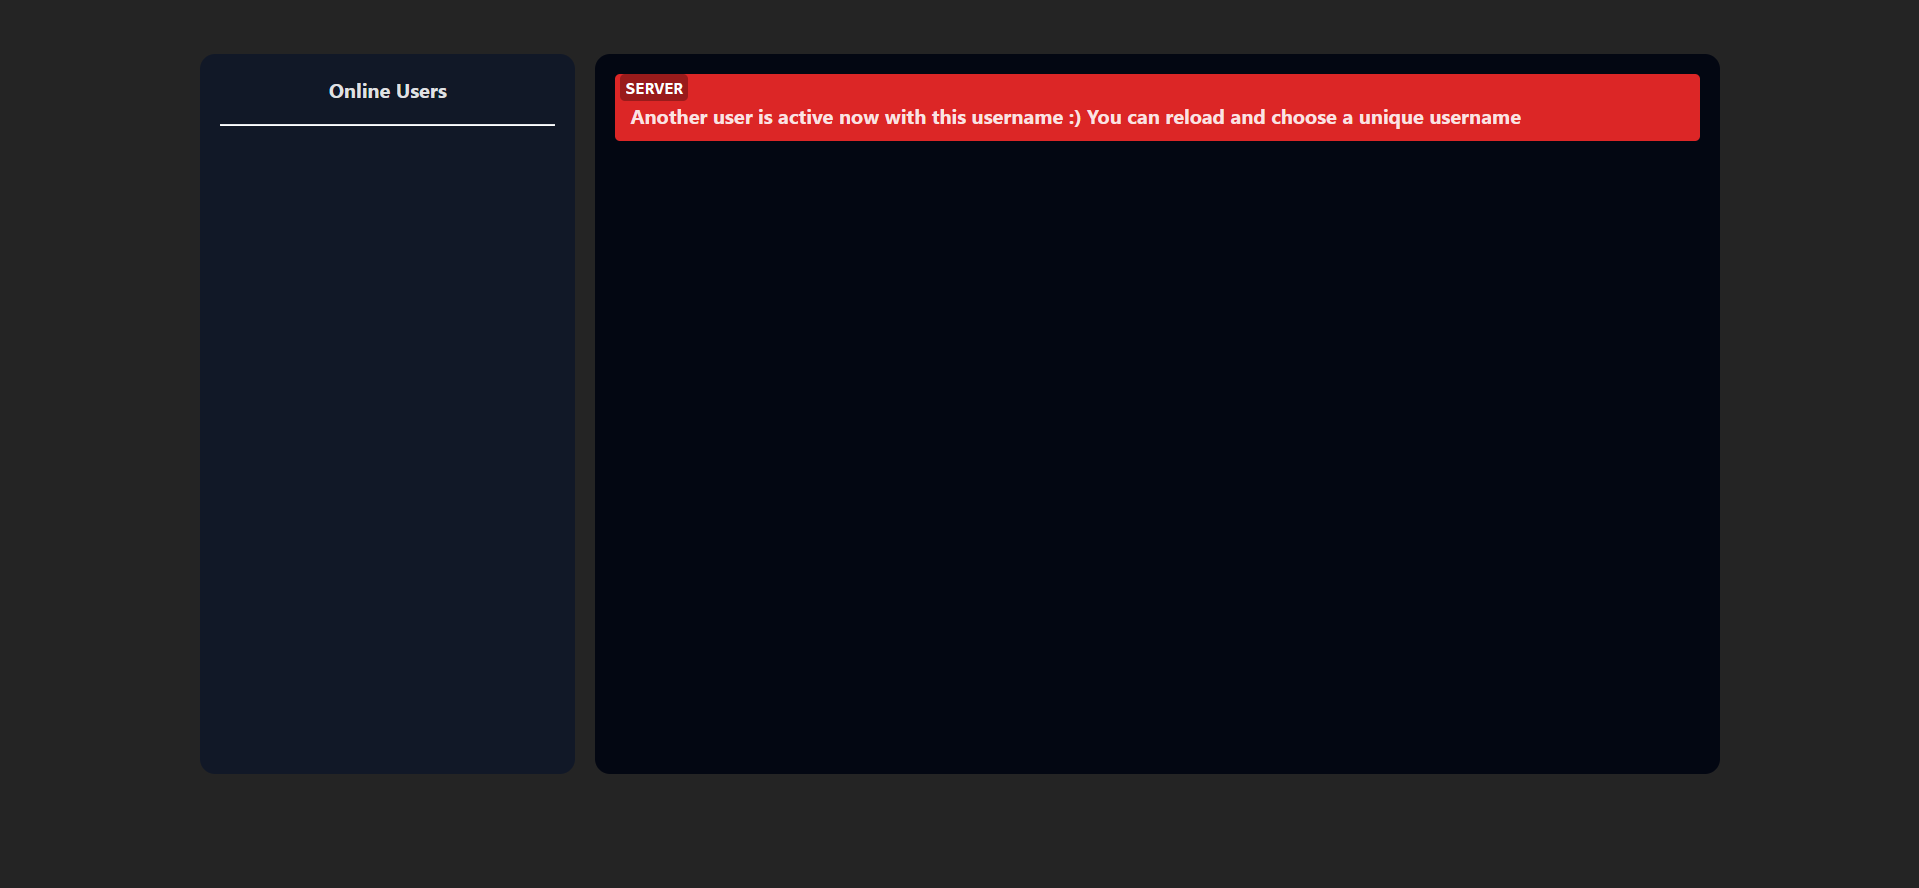 Online Users
SERVER
Another user is active now with this username :) You can reload and choose a unique username